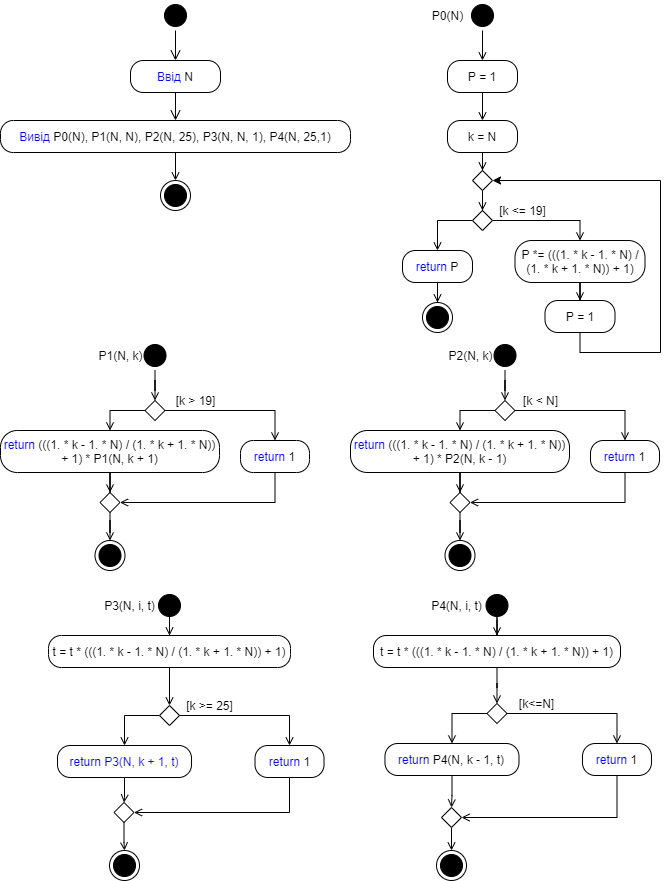 P0(N)
Ввід N
P = 1
Вивід P0(N), P1(N, N), P2(N, 25), P3(N, N, 1), P4(N, 25,1)
k = N
[k <= 19]
return P
P *= (((1. * k - 1. * N) /
(1. * k + 1. * N)) + 1)
P = 1
P1(N, k)
P2(N, k)
[k > 19]
[k < N]
return (((1. * k - 1. * N) / (1. * k + 1. * N))
+ 1) * P1(N, k + 1)
return 1
return (((1. * k - 1. * N) / (1. * k + 1. * N))
+ 1) * P2(N, k - 1)
return 1
P3(N, i, t)
P4(N, i, t)
t = t * (((1. * k - 1. * N) / (1. * k + 1. * N)) + 1)
t = t * (((1. * k - 1. * N) / (1. * k + 1. * N)) + 1)
[k >= 25]
[k<=N]
return P3(N, k + 1, t)
return 1
return P4(N, k - 1, t)
return 1